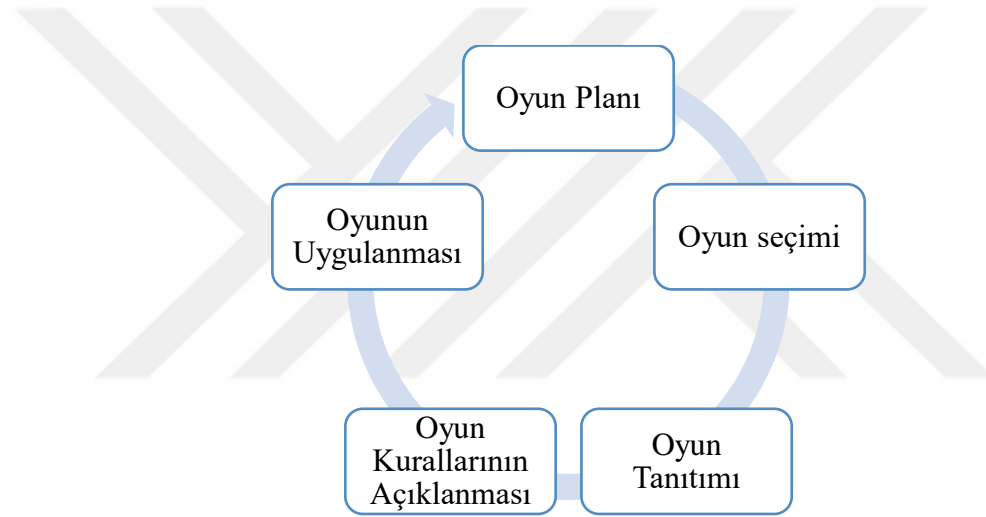 Oyun Planı
Oyun seçimi
Oyun
Tanıtımı
Oyun
Kurallarının
Açıklanması
Oyunun
Uygulanması